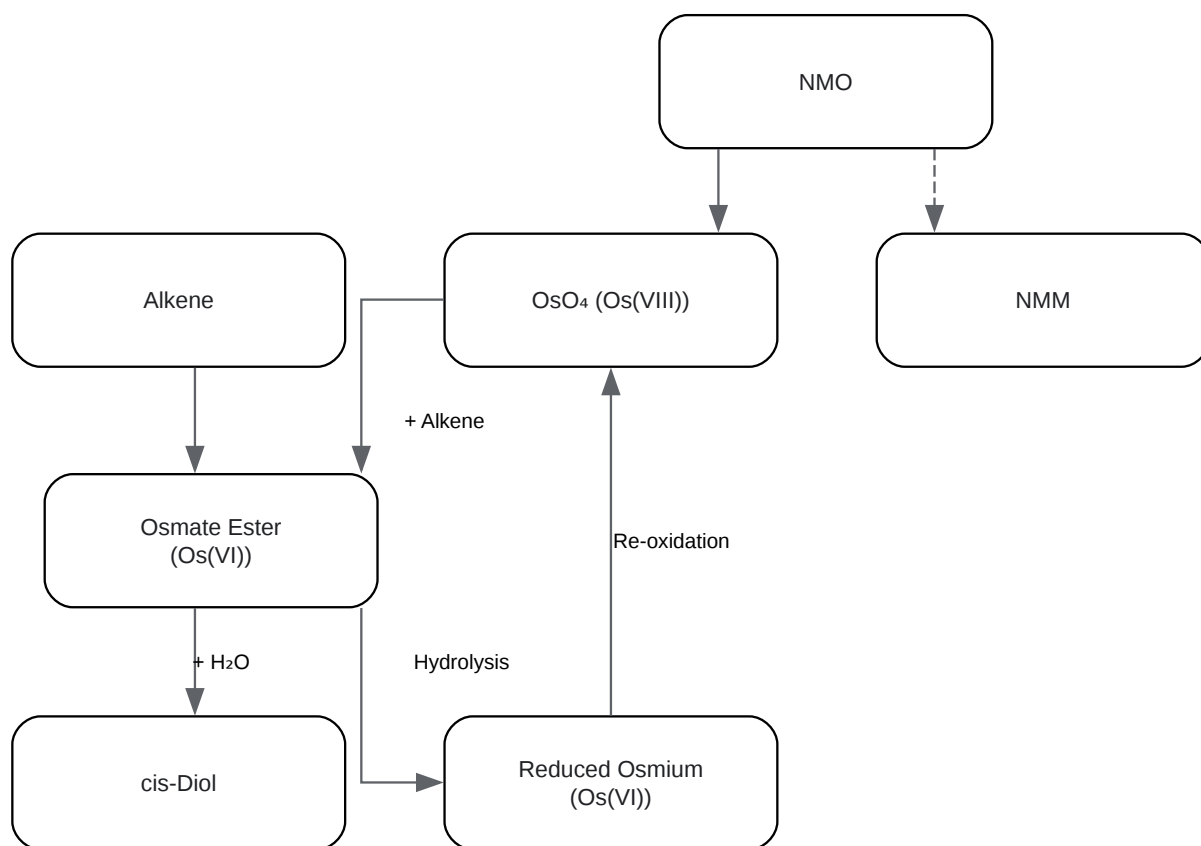 NMO
Alkene
OsO₄ (Os(VIII))
NMM
+ Alkene
Osmate Ester
(Os(VI))
Re-oxidation
+ H₂O
Hydrolysis
cis-Diol
Reduced Osmium
(Os(VI))